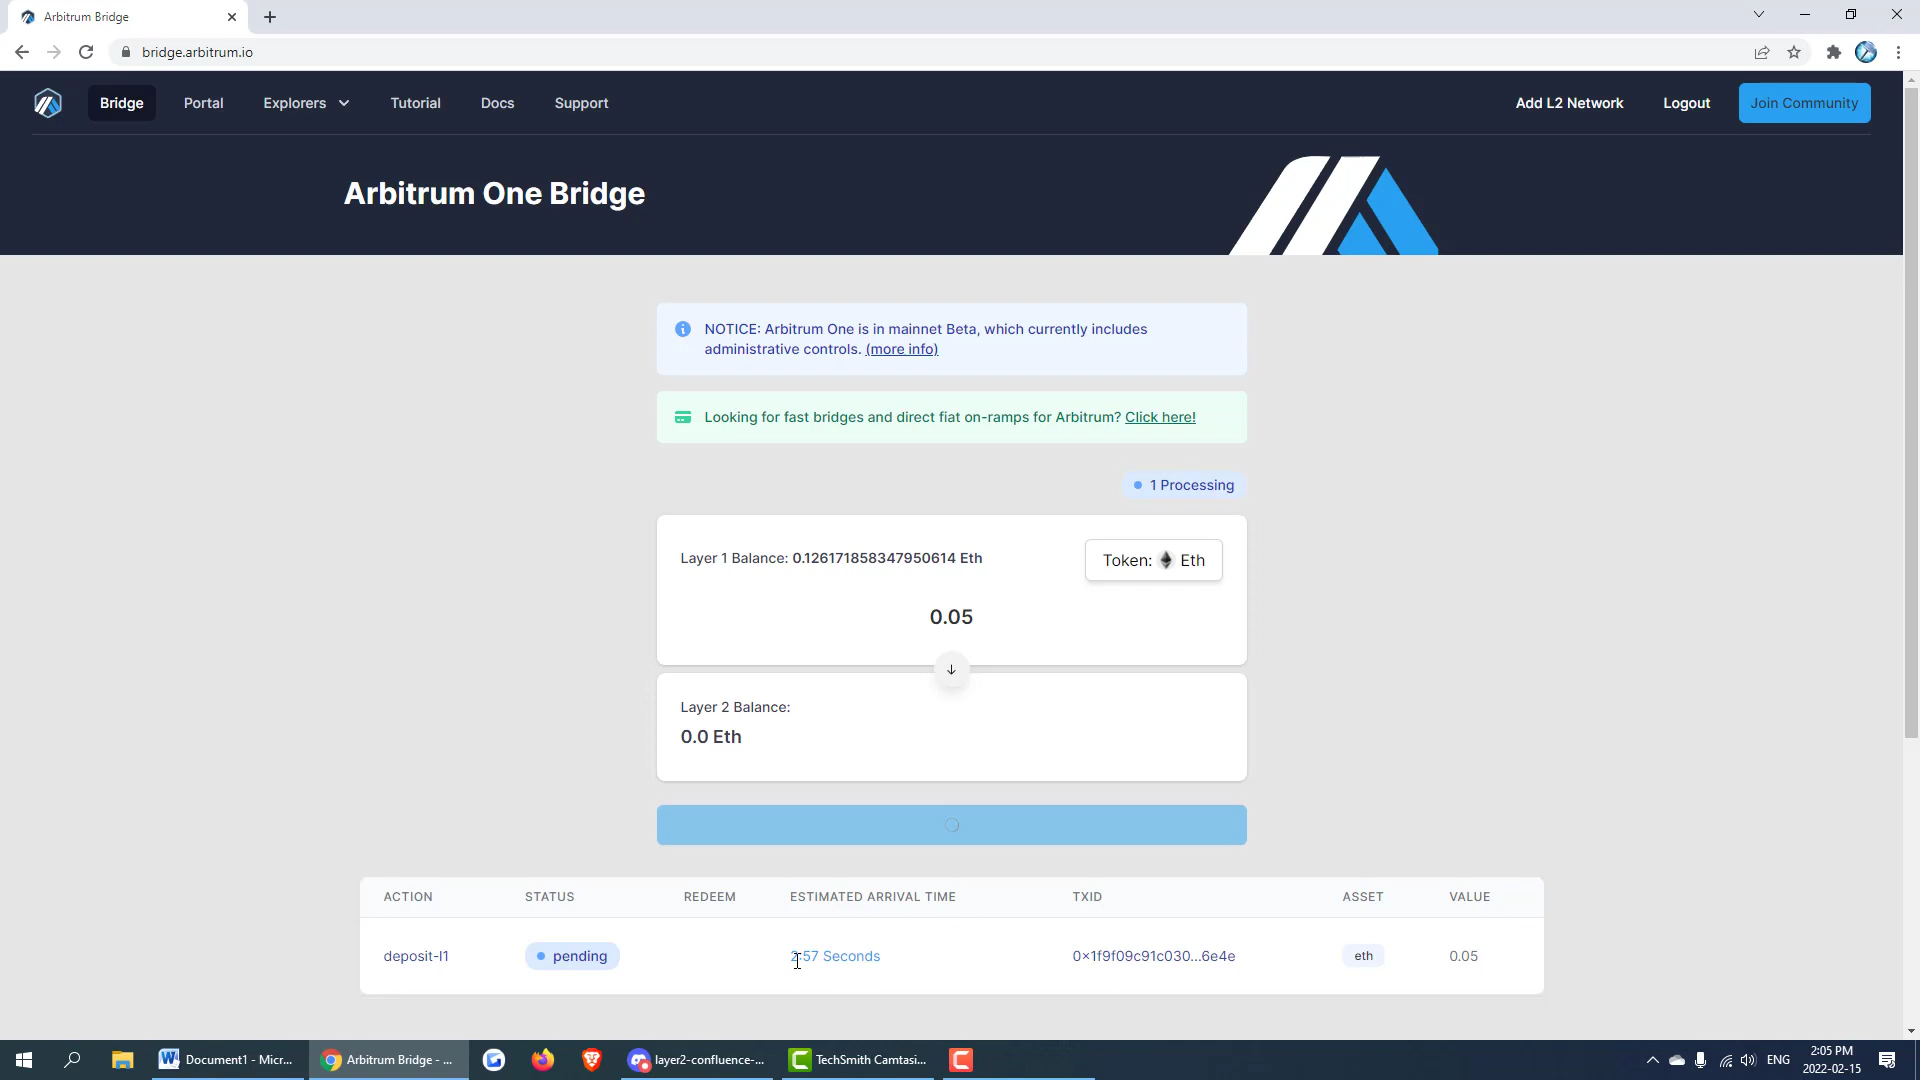 Arbitrum Bridge
bridge.arbitrum.io
Bridge Portal Explorers Tutorial Docs Support Add L2 Network Logout Join Community
Arbitrum One Bridge
NOTICE: Arbitrum One is in mainnet Beta, which currently includes
administrative controls. (more info)
Looking for fast bridges and direct fiat on-ramps for Arbitrum? Click here!
1 Processing
Layer 1 Balance: 0.126171858347950614 Eth
Token: Eth
0.05
Layer 2 Balance:
0.0 Eth
ACTION STATUS REDEEM ESTIMATED ARRIVAL TIME TXID ASSET VALUE
deposit-l1 pending 2:57 Seconds 0×1f9f09c91c030...6e4e eth 0.05
Document1 - Micr... Arbitrum Bridge - ... layer2-confluence-... TechSmith Camtasi... ENG 2:05 PM
2022-02-15